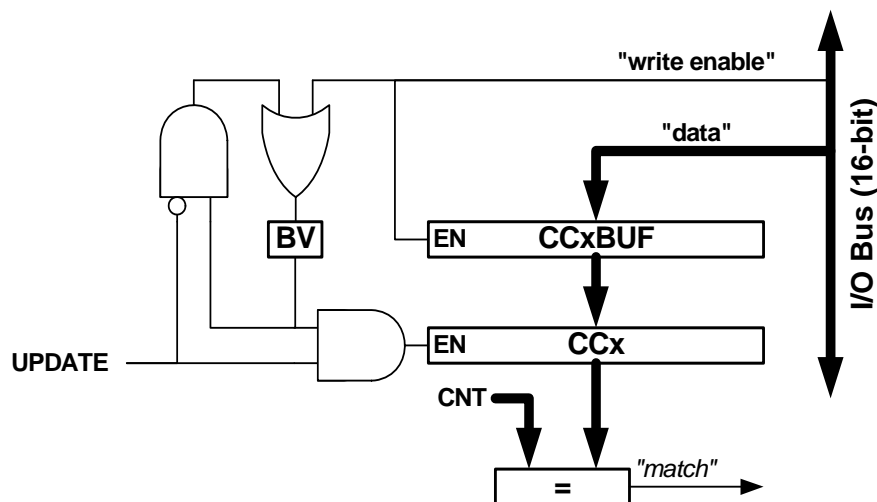 "write enable"
"data"
I/O Bus (16-bit)
BV
EN
CCxBUF
EN
CCx
UPDATE
CNT
"match"
=